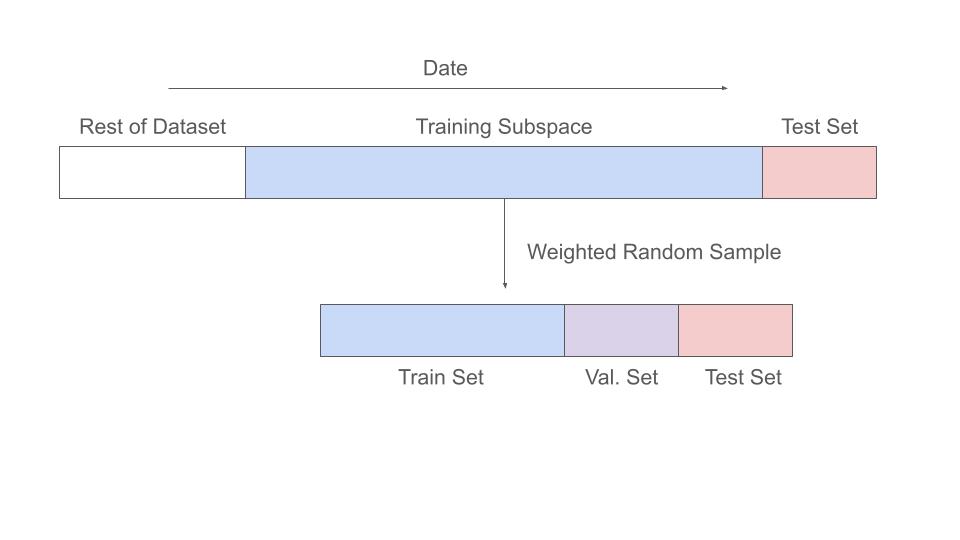 Date
Rest of Dataset
Training Subspace
Test Set
Weighted Random Sample
Train Set
Val. Set
Test Set